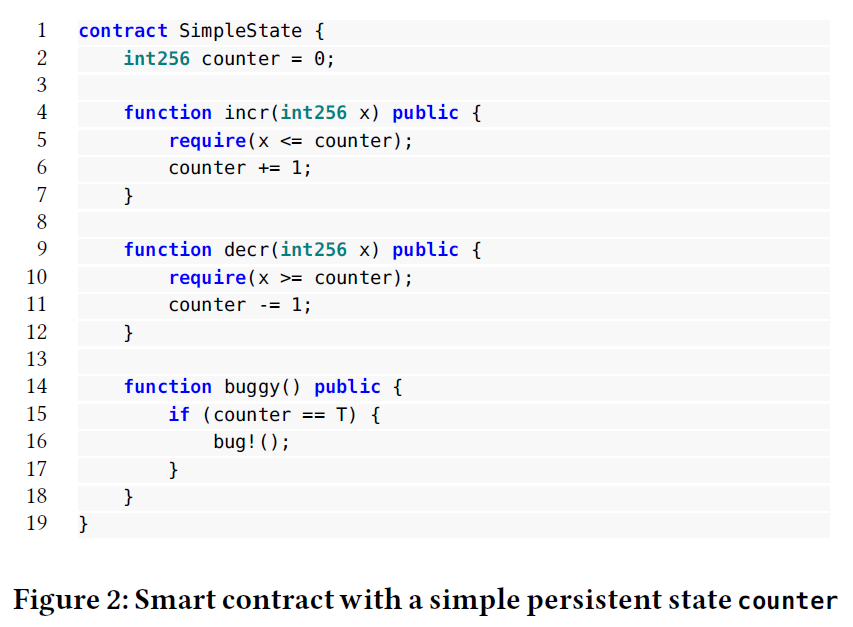 1 contract SimpleState {
2 int256 counter = 0;
3
4 function incr(int256 x) public {
5 require(x <= counter);
6 counter += 1;
7 }
8
9 function decr(int256 x) public {
10 require(x >= counter);
11 counter -= 1;
12 }
13
14 function buggy() public {
15 if (counter == T) {
16 bug!();
17 }
18 }
19 }
Figure 2: Smart contract with a simple persistent state counter